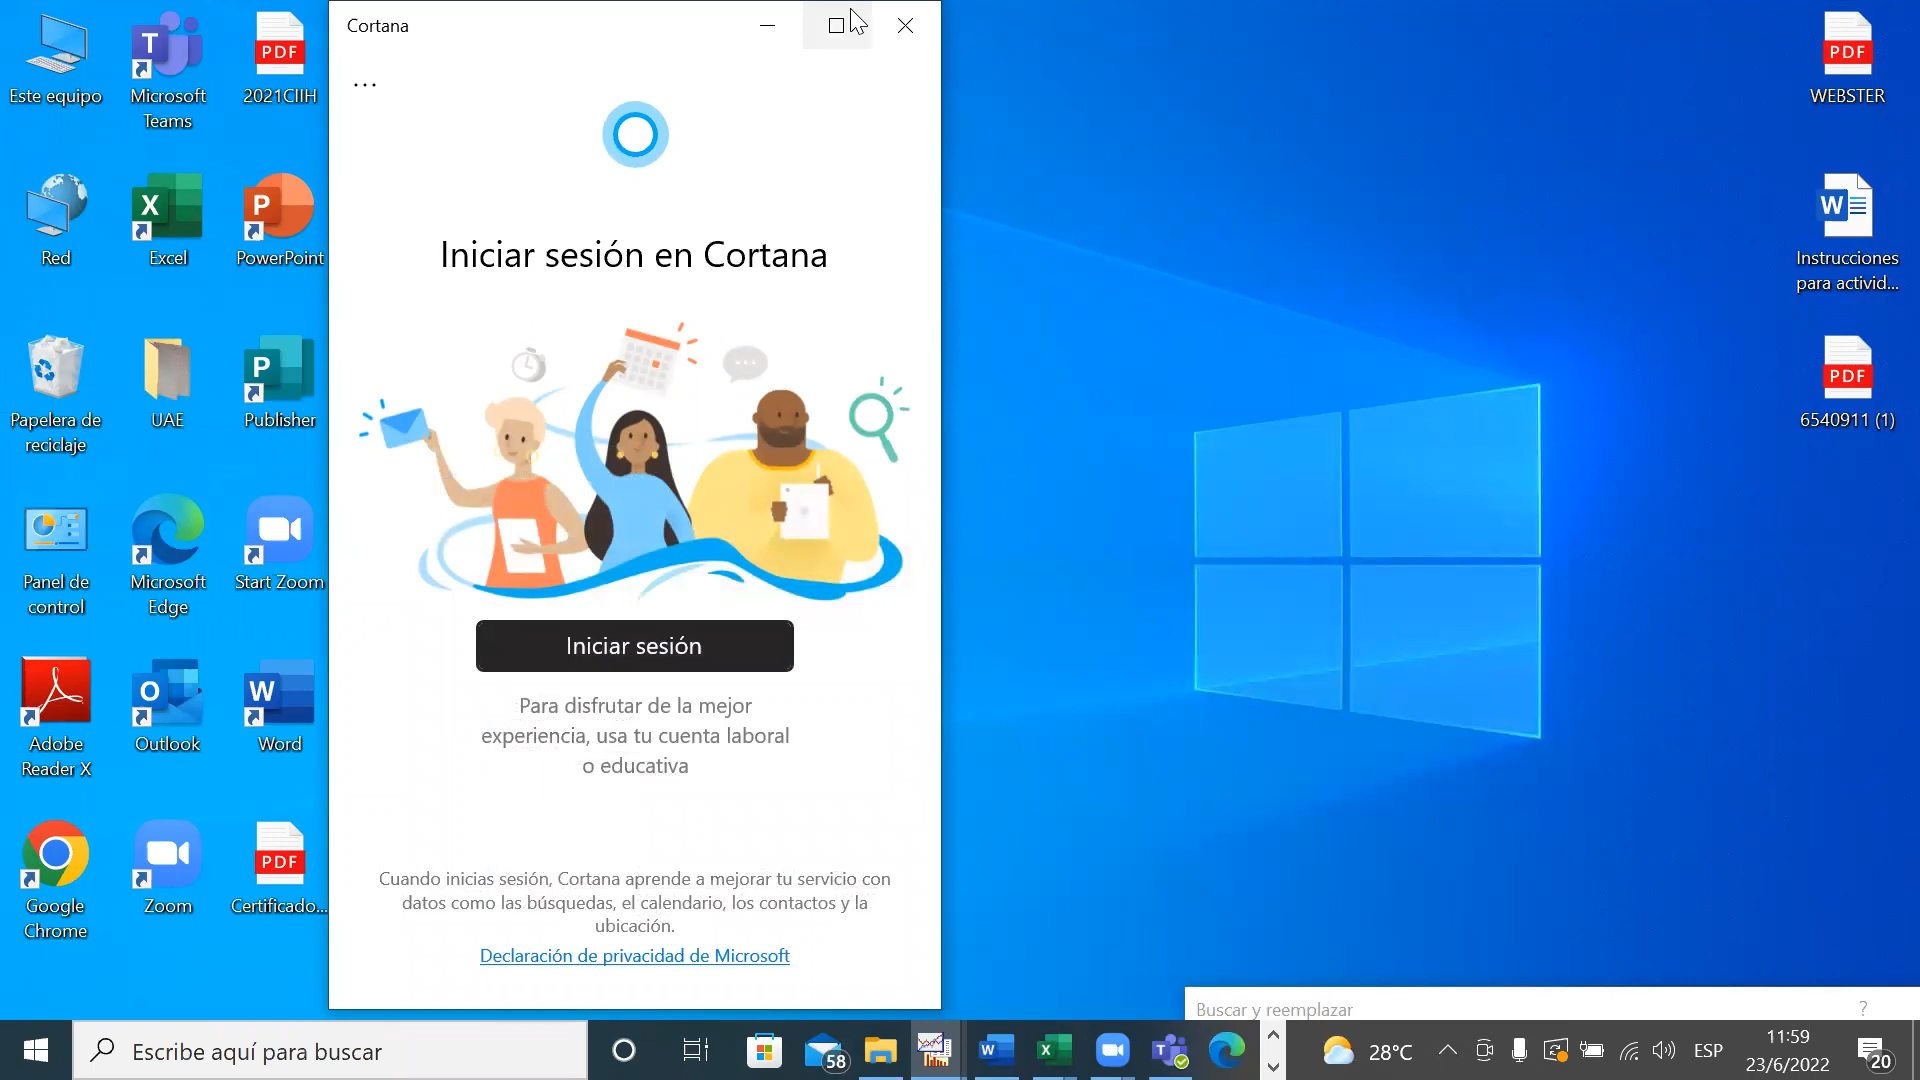 Cortana
...
Iniciar sesión en Cortana
Iniciar sesión
Para disfrutar de la mejor
experiencia, usa tu cuenta laboral
o educativa
Cuando inicias sesión, Cortana aprende a mejorar tu servicio con
datos como las búsquedas, el calendario, los contactos y la
ubicación.
Declaración de privacidad de Microsoft
Este equipo
Microsoft
Teams
PDF
2021CIIH
Red
Excel
PowerPoint
Papelera de
reciclaje
UAE
Publisher
Panel de
control
Microsoft
Edge
Start Zoom
Adobe
Reader X
Outlook
Word
Google
Chrome
Zoom
PDF
Certificado...
PDF
WEBSTER
Instrucciones
para activid...
PDF
6540911 (1)
Buscar y reemplazar
?
Escribe aquí para buscar
58
28°C
ESP
11:59
23/6/2022
20